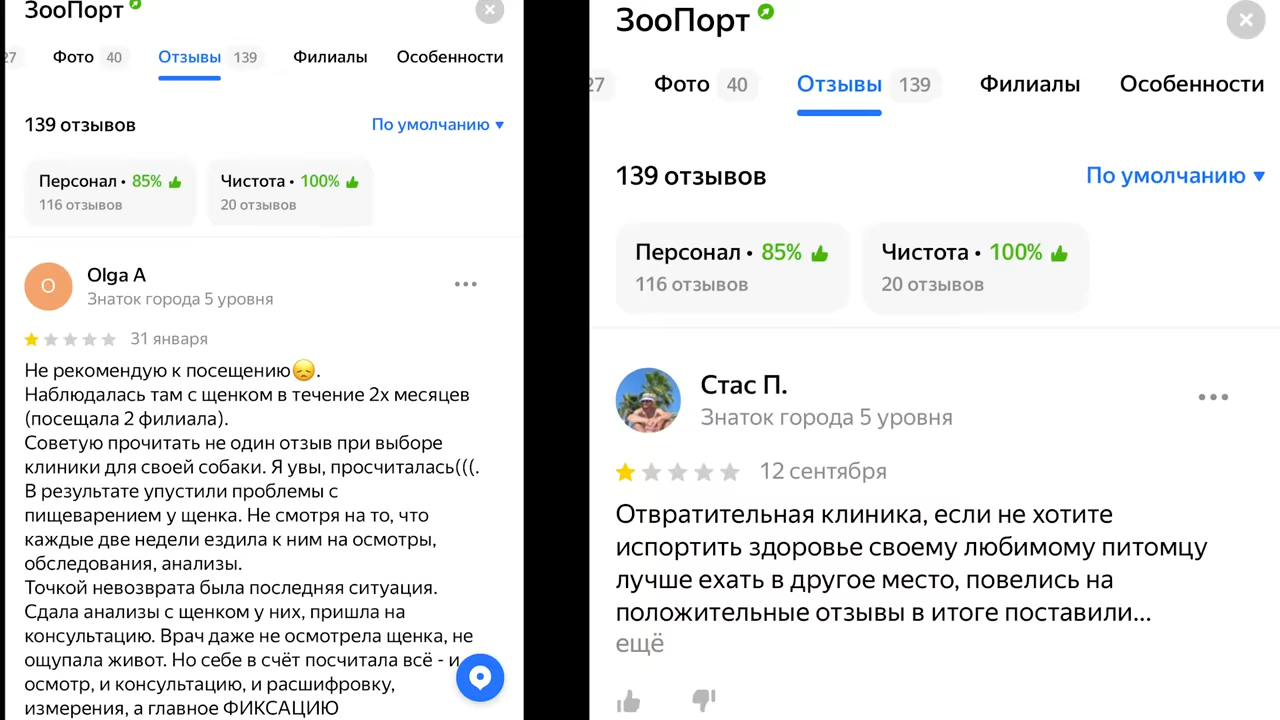 ЗооПорт
27 Фото 40 Отзывы 139 Филиалы Особенности
139 отзывов По умолчанию
Персонал • 85% Чистота • 100%
116 отзывов 20 отзывов
O Olga A
Знаток города 5 уровня
31 января
Не рекомендую к посещению😞.
Наблюдалась там с щенком в течение 2х месяцев
(посещала 2 филиала).
Советую прочитать не один отзыв при выборе
клиники для своей собаки. Я увы, просчиталась(((.
В результате упустили проблемы с
пищеварением у щенка. Не смотря на то, что
каждые две недели ездила к ним на осмотры,
обследования, анализы.
Точкой невозврата была последняя ситуация.
Сдала анализы с щенком у них, пришла на
консультацию. Врач даже не осмотрела щенка, не
ощупала живот. Но себе в счёт посчитала всё - и
осмотр, и консультацию, и расшифровку,
измерения, а главное ФИКСАЦИЮ
ЗооПорт
27 Фото 40 Отзывы 139 Филиалы Особенности
139 отзывов По умолчанию
Персонал • 85% Чистота • 100%
116 отзывов 20 отзывов
Стас П.
Знаток города 5 уровня
12 сентября
Отвратительная клиника, если не хотите
испортить здоровье своему любимому питомцу
лучше ехать в другое место, повелись на
положительные отзывы в итоге поставили...
ещё